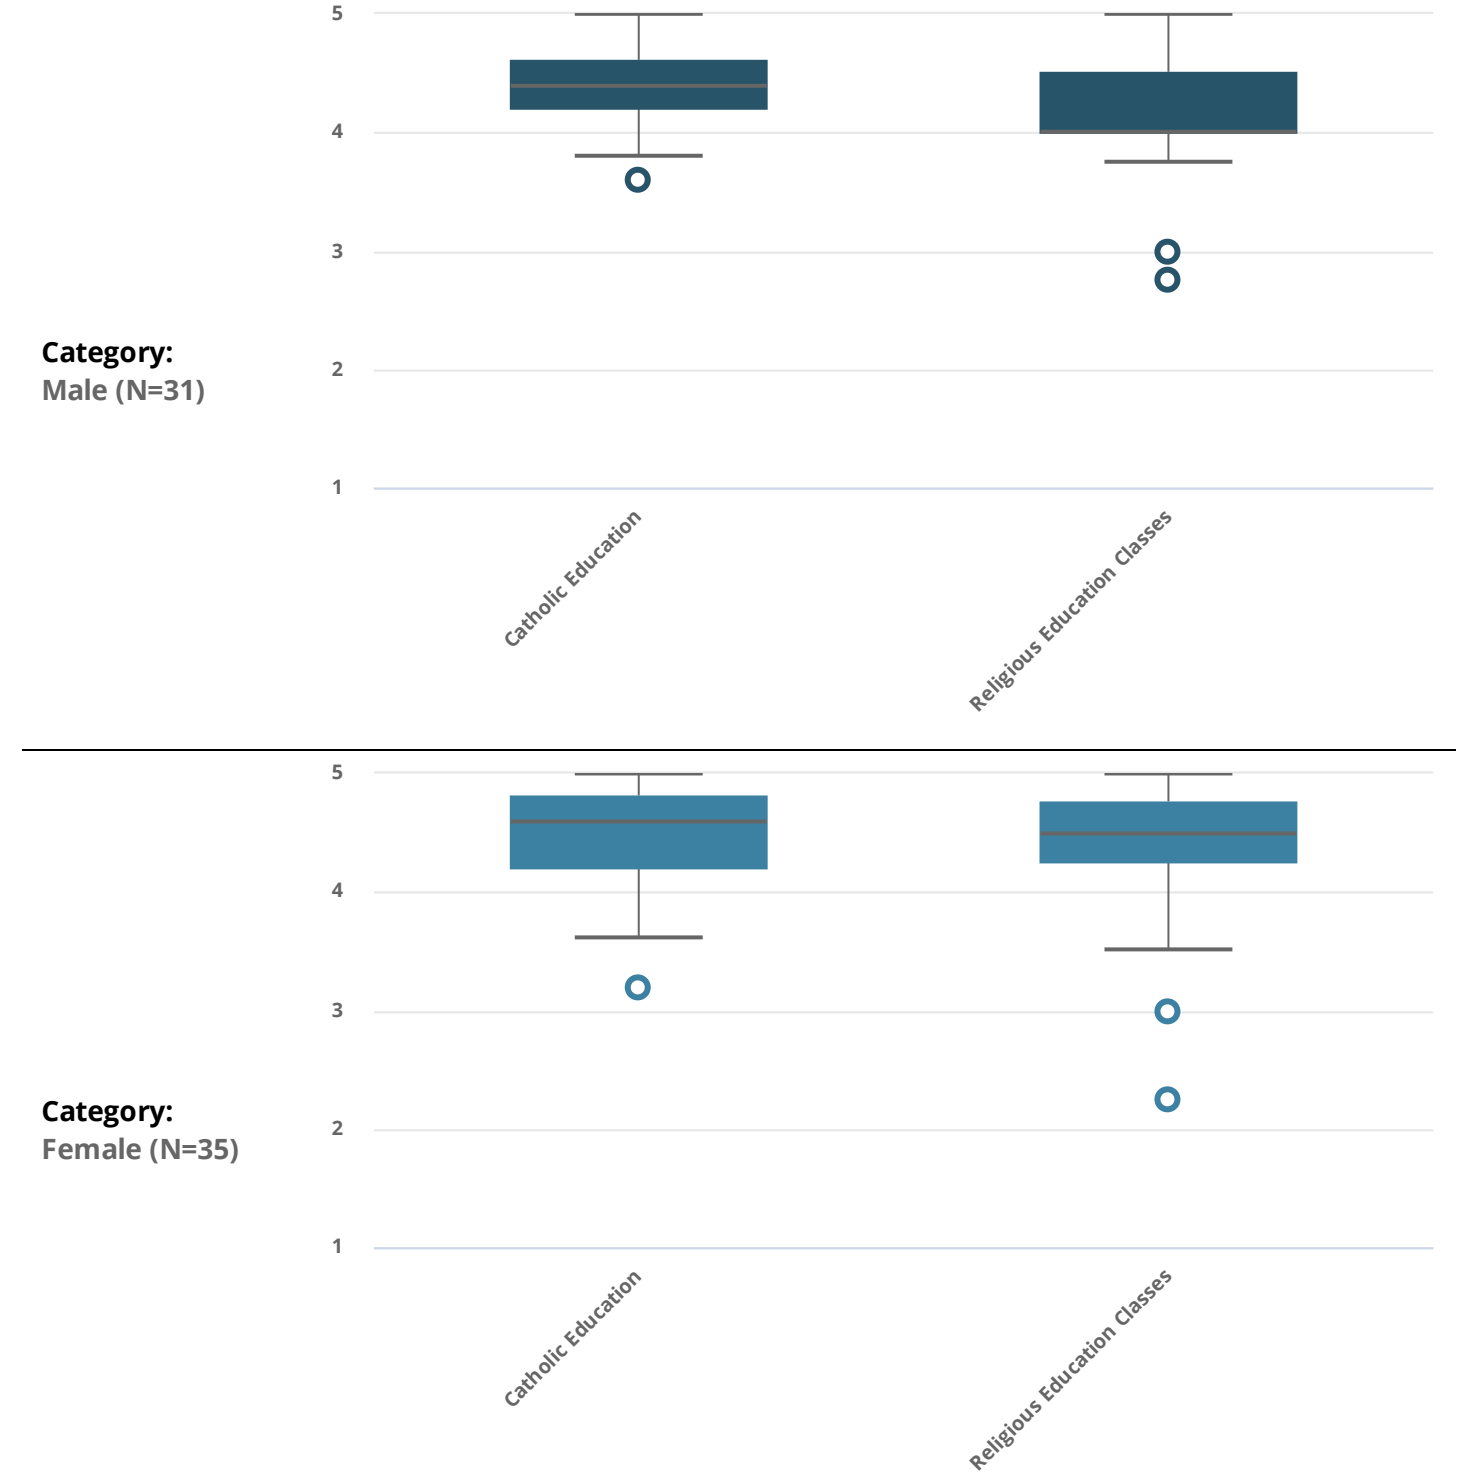 5
4
3
Category:
Male (N=31)
2
1
Catholic Education
Religious Education Classes
5
4
3
Category:
Female (N=35)
2
1
Catholic Education
Religious Education Classes